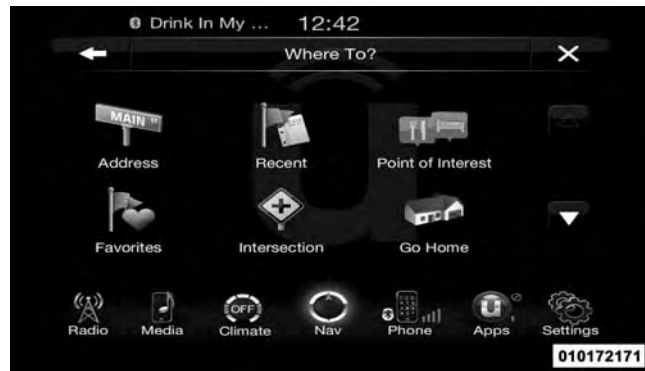 Drink In My ... 12:42
Where To?
MAIN ST
Address Recent Point of Interest
Favorites Intersection Go Home
OFF
Radio Media Climate Nav Phone Apps Settings
010172171